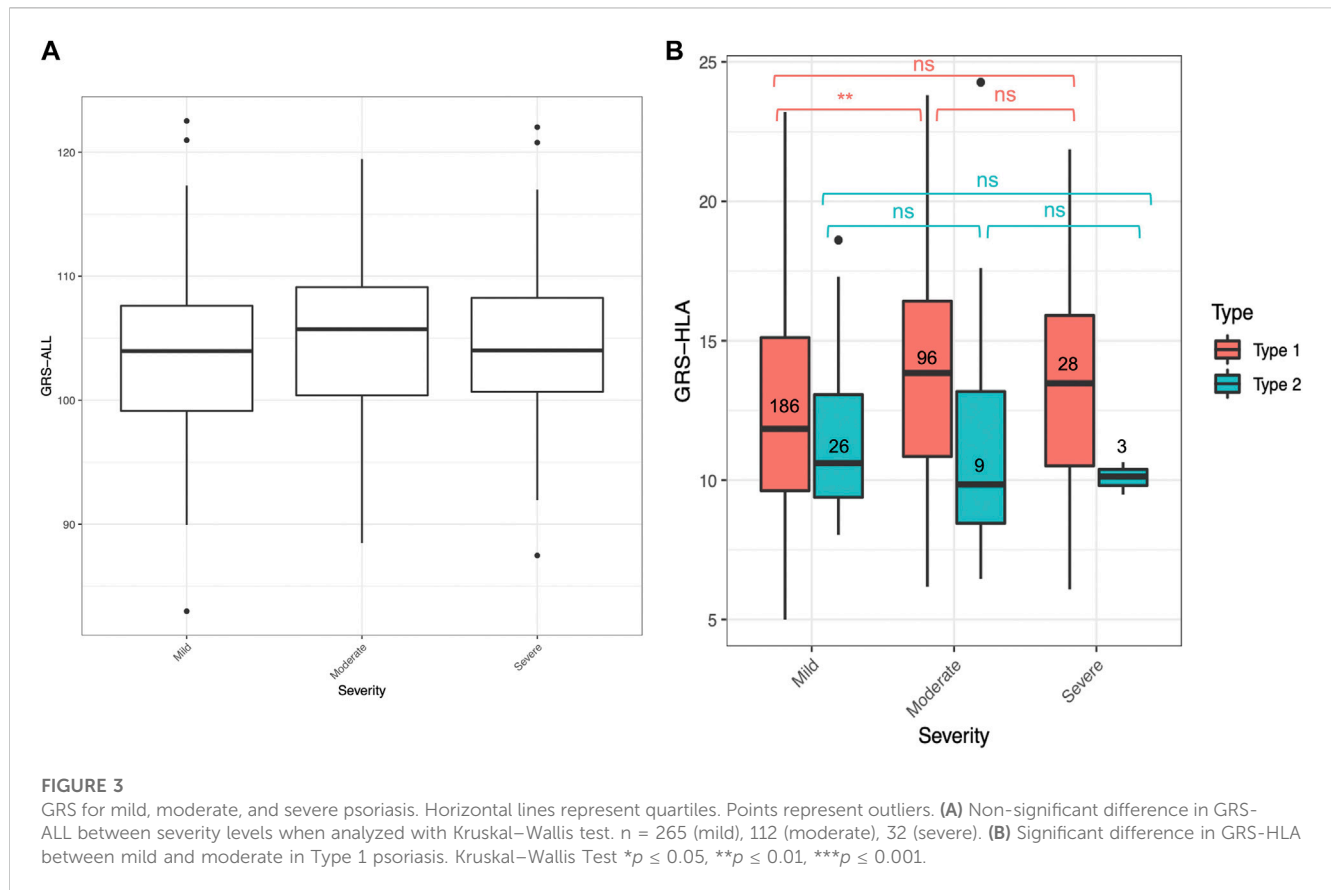 A
GRS-ALL
120
110
100
90
Mild
Moderate
Severe
Severity
B
GRS-HLA
25
20
15
10
5
ns
**
ns
ns
ns
ns
186
26
96
9
28
3
Mild
Moderate
Severe
Severity
Type
Type 1
Type 2
FIGURE 3
GRS for mild, moderate, and severe psoriasis. Horizontal lines represent quartiles. Points represent outliers. (A) Non-significant difference in GRS-
ALL between severity levels when analyzed with Kruskal–Wallis test. n = 265 (mild), 112 (moderate), 32 (severe). (B) Significant difference in GRS-HLA
between mild and moderate in Type 1 psoriasis. Kruskal–Wallis Test *p ≤ 0.05, **p ≤ 0.01, ***p ≤ 0.001.